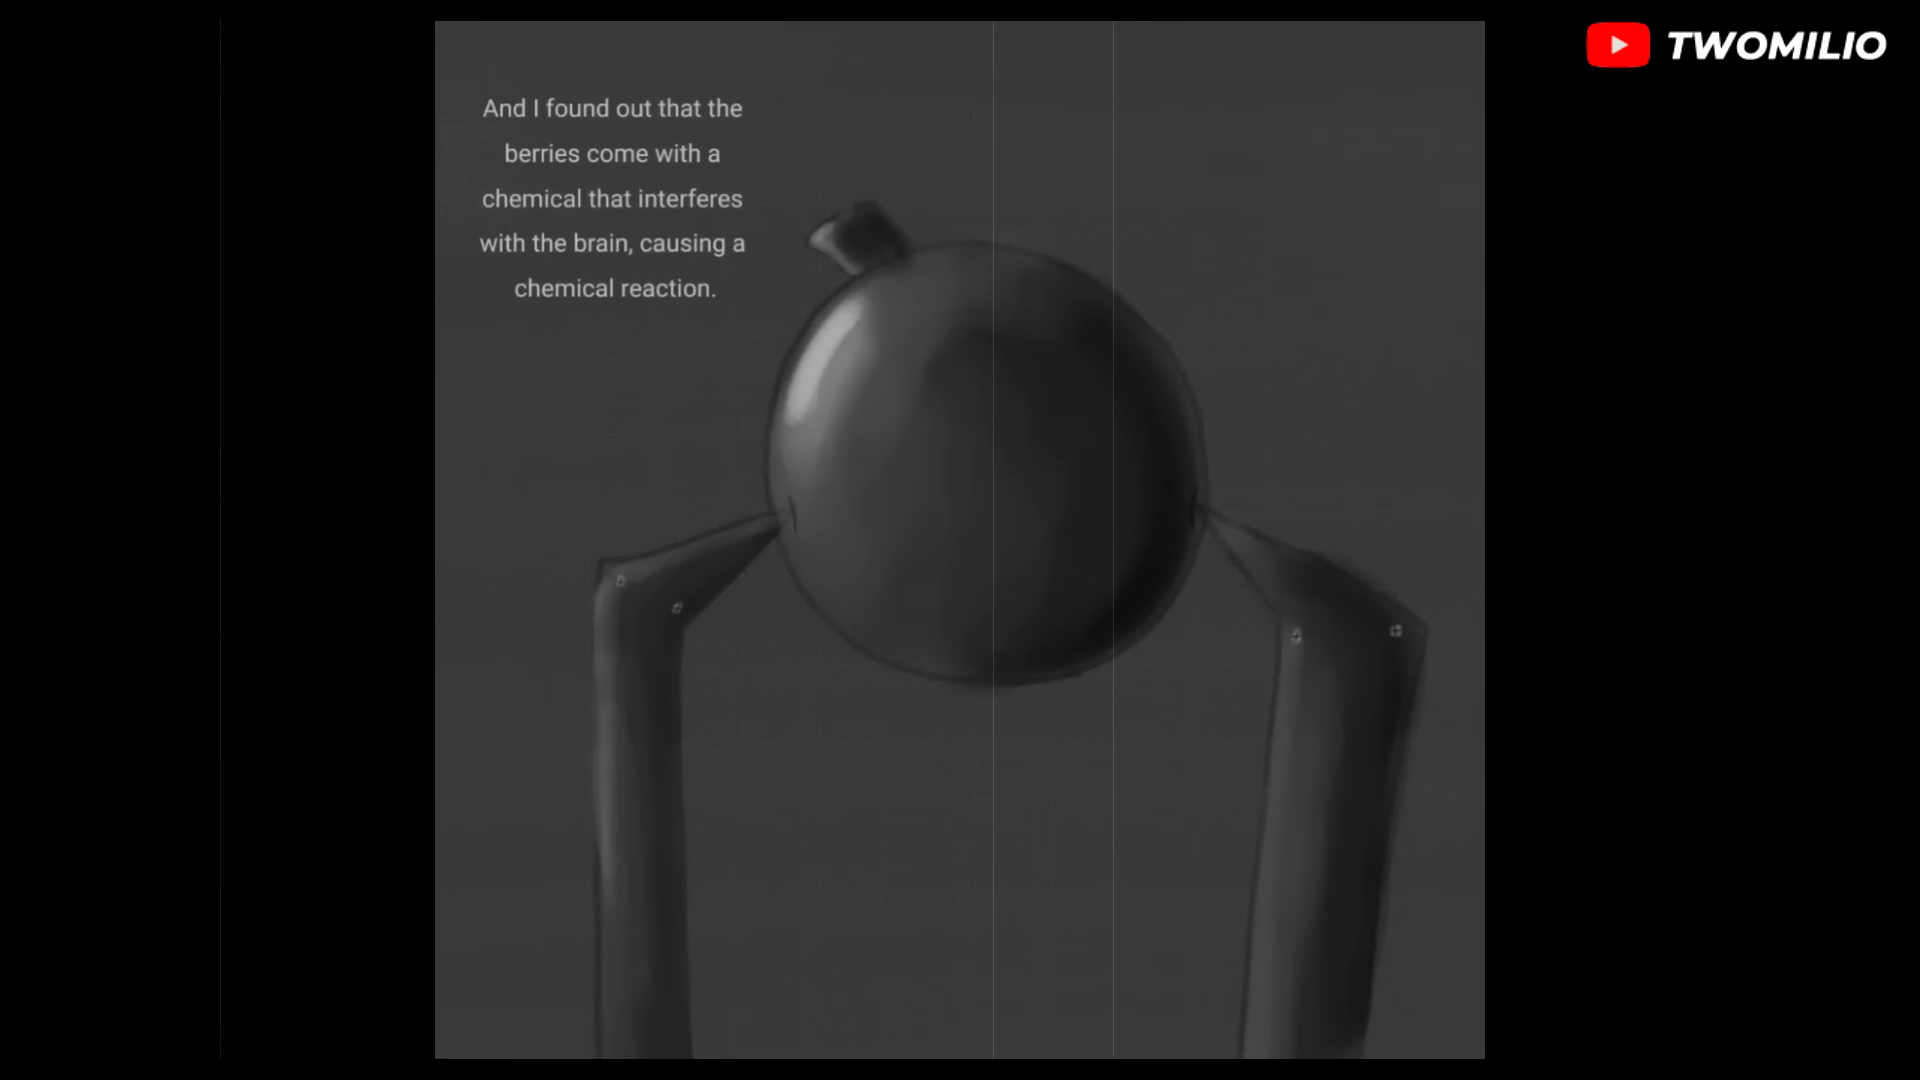 And I found out that the
berries come with a
chemical that interferes
with the brain, causing a
chemical reaction.
TWOMILIO